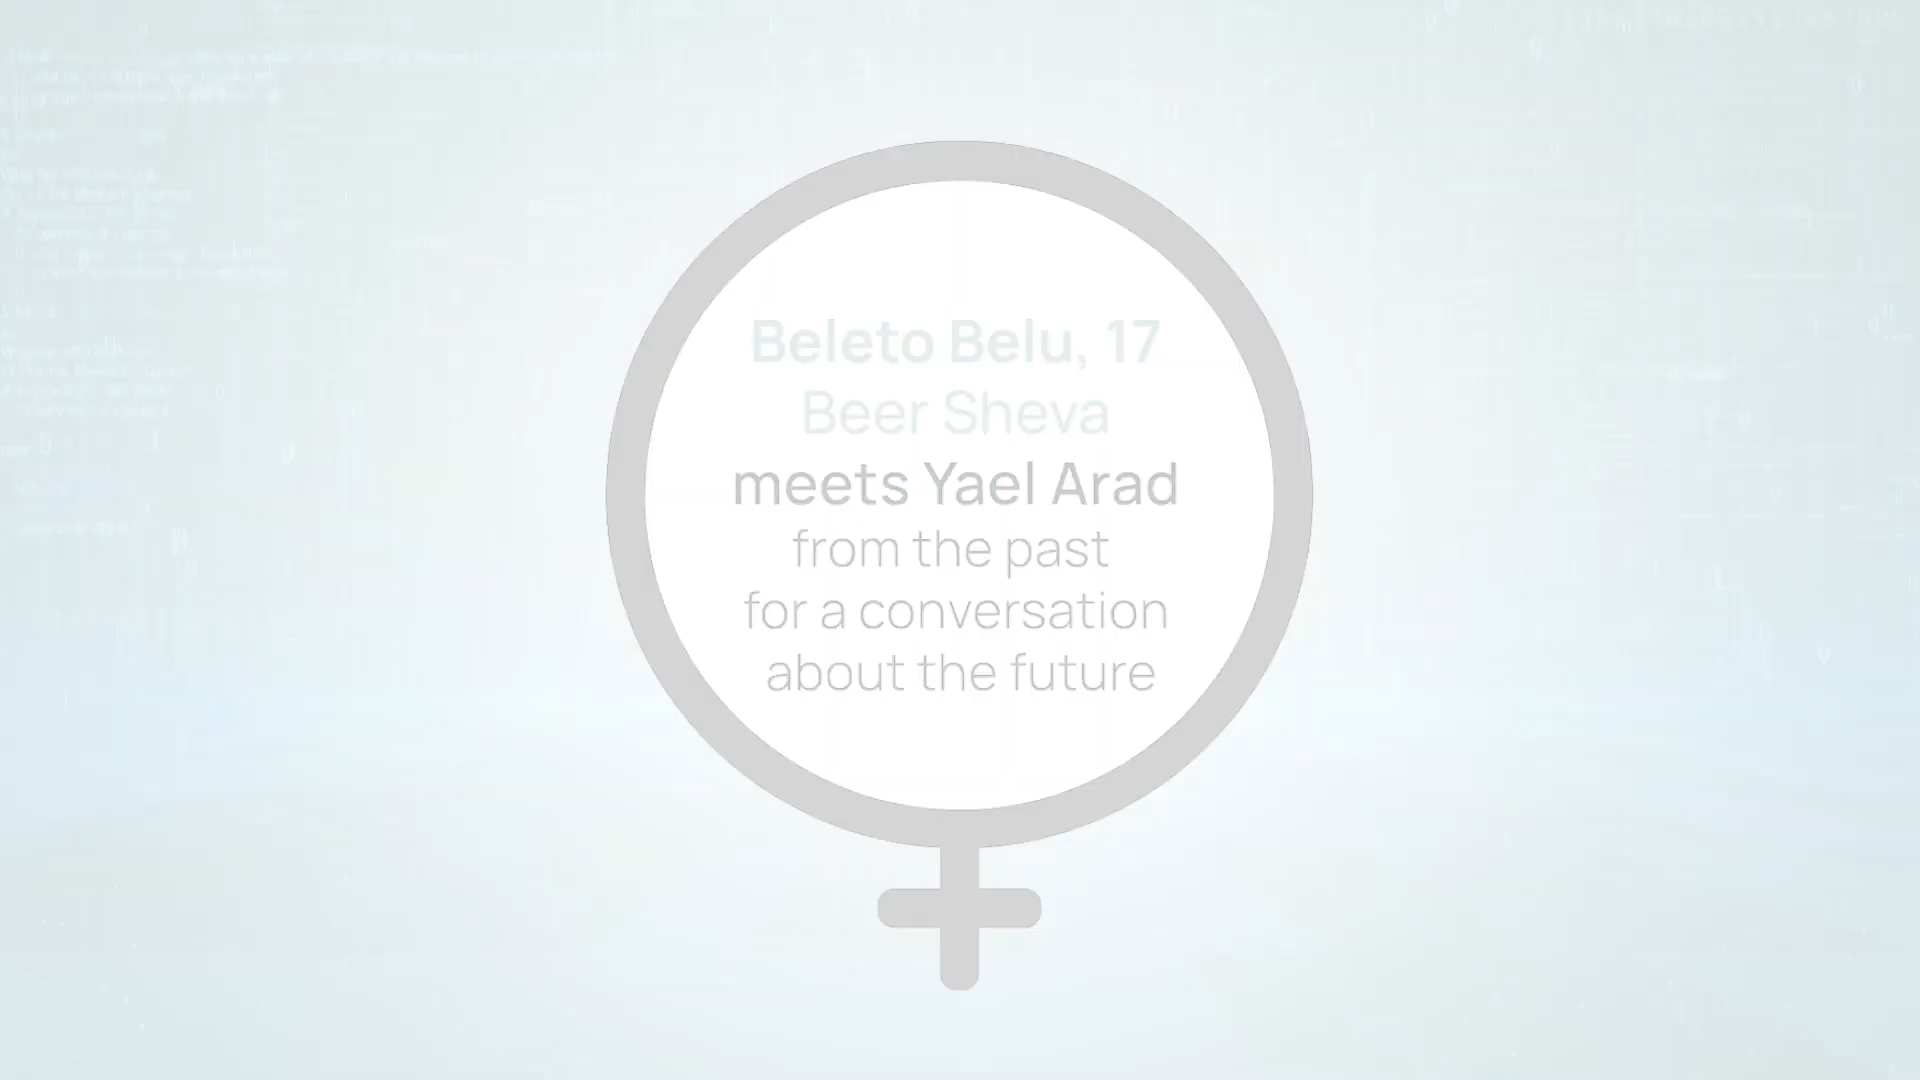 Beleto Belu, 17
Beer Sheva
meets Yael Arad
from the past
for a conversation
about the future